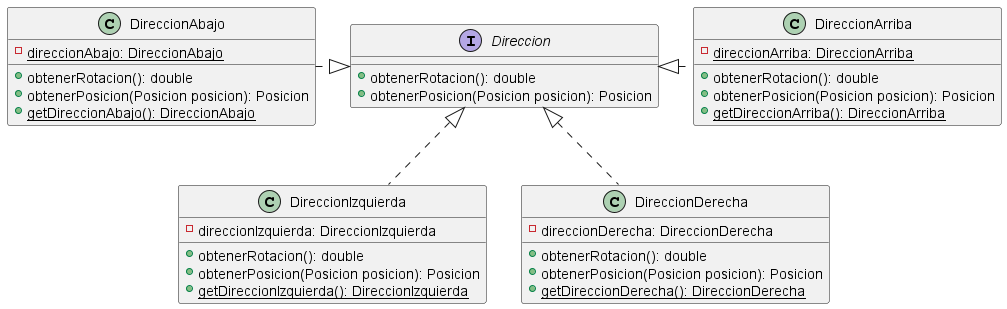 C DireccionAbajo
direccionAbajo: DireccionAbajo
obtenerRotacion(): double
obtenerPosicion(Posicion posicion): Posicion
getDireccionAbajo(): DireccionAbajo
I Direccion
obtenerRotacion(): double
obtenerPosicion(Posicion posicion): Posicion
C DireccionArriba
direccionArriba: DireccionArriba
obtenerRotacion(): double
obtenerPosicion(Posicion posicion): Posicion
getDireccionArriba(): DireccionArriba
C DireccionIzquierda
direccionIzquierda: DireccionIzquierda
obtenerRotacion(): double
obtenerPosicion(Posicion posicion): Posicion
getDireccionIzquierda(): DireccionIzquierda
C DireccionDerecha
direccionDerecha: DireccionDerecha
obtenerRotacion(): double
obtenerPosicion(Posicion posicion): Posicion
getDireccionDerecha(): DireccionDerecha